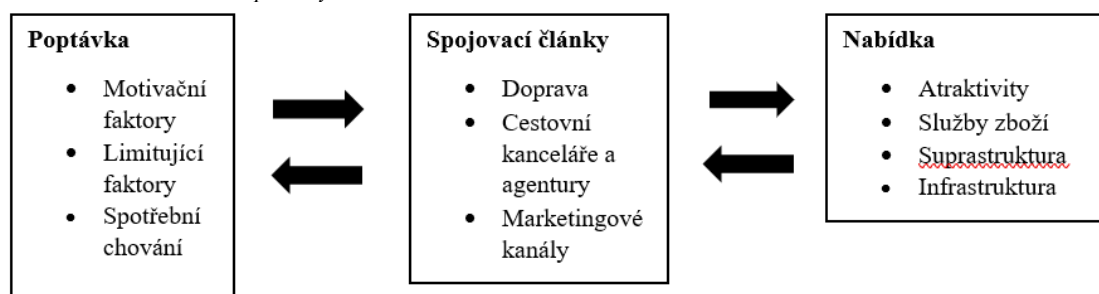 Poptávka
Motivační
faktory
Limitující
faktory
Spotřební
chování
Spojovací články
Doprava
Cestovní
kanceláře a
agentury
Marketingové
kanály
Nabídka
Atraktivity
Služby zboží
Suprastruktura
Infrastruktura